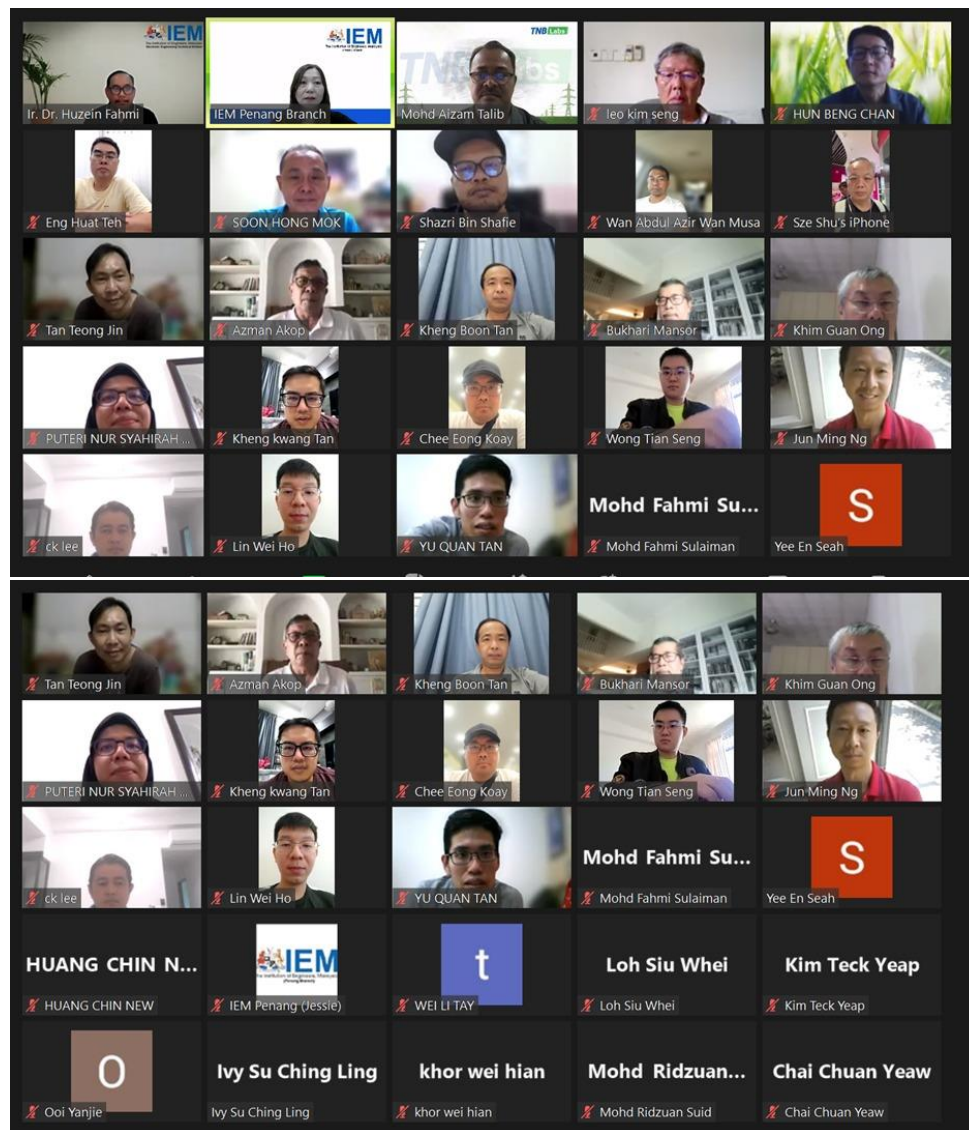 IEM
IEM
TNB Labs
Ir. Dr. Huzein Fahmi
IEM Penang Branch
Mohd Aizam Talib
leo kim seng
HUN BENG CHAN
Eng Huat Teh
SOON HONG MOK
Shazri Bin Shafie
Wan Abdul Azir Wan Musa
Sze Shu's iPhone
Tan Teong Jin
Azman Akop
Kheng Boon Tan
Bukhari Mansor
Khim Guan Ong
PUTERI NUR SYAHIRAH ...
Kheng kwang Tan
Chee Eong Koay
Wong Tian Seng
Jun Ming Ng
Mohd Fahmi Su...
S
ck lee
Lin Wei Ho
YU QUAN TAN
Mohd Fahmi Sulaiman
Yee En Seah
Tan Teong Jin
Azman Akop
Kheng Boon Tan
Bukhari Mansor
Khim Guan Ong
PUTERI NUR SYAHIRAH ...
Kheng kwang Tan
Chee Eong Koay
Wong Tian Seng
Jun Ming Ng
Mohd Fahmi Su...
S
ck lee
Lin Wei Ho
YU QUAN TAN
Mohd Fahmi Sulaiman
Yee En Seah
HUANG CHIN N...
IEM
t
Loh Siu Whei
Kim Teck Yeap
HUANG CHIN NEW
IEM Penang (Jessie)
WEI LI TAY
Loh Siu Whei
Kim Teck Yeap
O
Ivy Su Ching Ling
khor wei hian
Mohd Ridzuan...
Chai Chuan Yeaw
Ooi Yanjie
Ivy Su Ching Ling
khor wei hian
Mohd Ridzuan Suid
Chai Chuan Yeaw